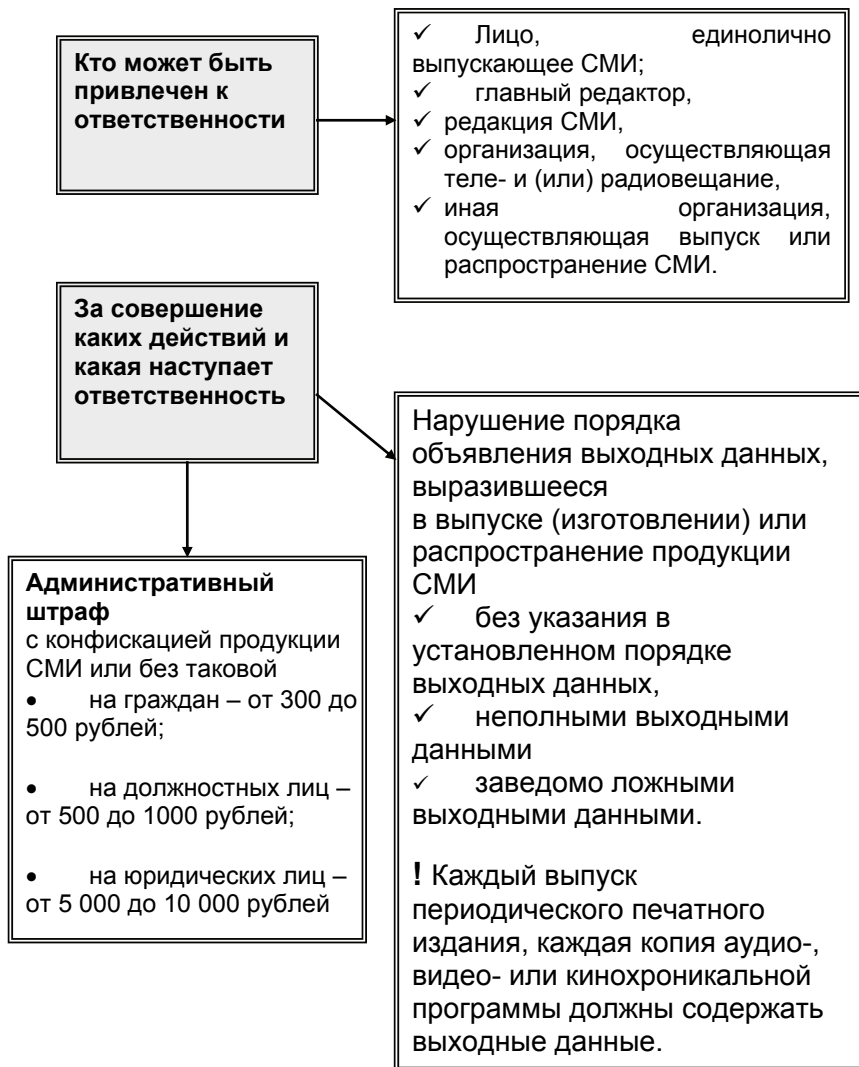 Кто может быть
привлечен к
ответственности
✓ Лицо, единолично
выпускающее СМИ;
✓ главный редактор,
✓ редакция СМИ,
✓ организация, осуществляющая
теле- и (или) радиовещание,
✓ иная организация,
осуществляющая выпуск или
распространение СМИ.
За совершение
каких действий и
какая наступает
ответственность
Административный
штраф
с конфискацией продукции
СМИ или без таковой
• на граждан – от 300 до
500 рублей;
• на должностных лиц –
от 500 до 1000 рублей;
• на юридических лиц –
от 5 000 до 10 000 рублей
Нарушение порядка
объявления выходных данных,
выразившееся
в выпуске (изготовлении) или
распространение продукции
СМИ
✓ без указания в
установленном порядке
выходных данных,
✓ неполными выходными
данными
✓ заведомо ложными
выходными данными.
! Каждый выпуск
периодического печатного
издания, каждая копия аудио-,
видео- или кинохроникальной
программы должны содержать
выходные данные.